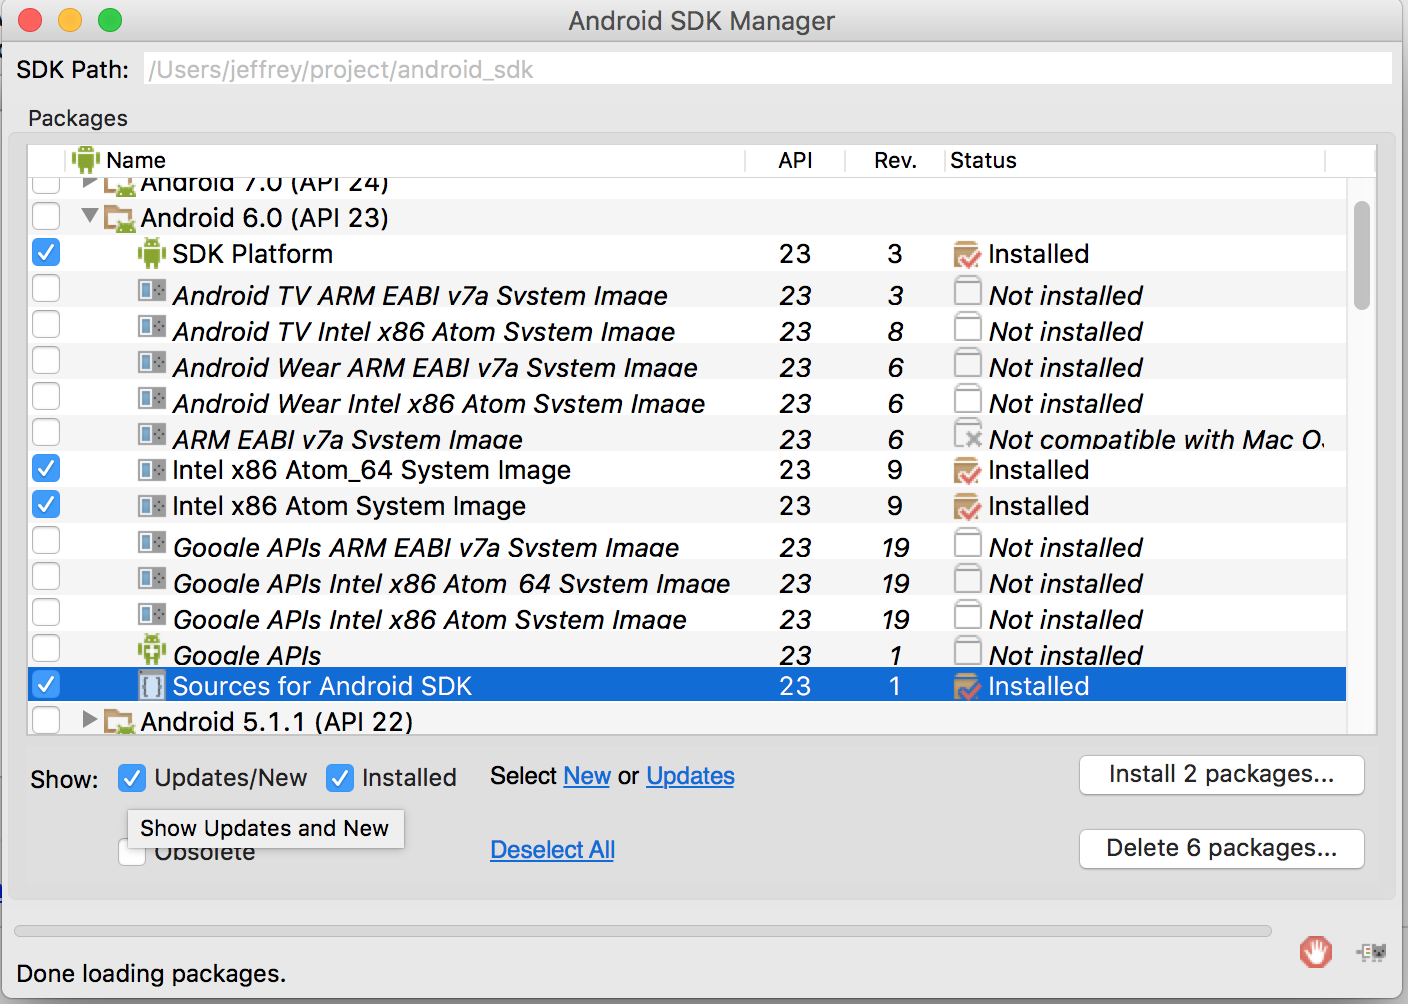 Android SDK Manager
SDK Path: /Users/jeffrey/project/android_sdk
Packages
Name API Rev. Status
Android 7.0 (API 24)
Android 6.0 (API 23)
SDK Platform 23 3 Installed
Android TV ARM EABI v7a System Image 23 3 Not installed
Android TV Intel x86 Atom System Image 23 8 Not installed
Android Wear ARM EABI v7a System Image 23 6 Not installed
Android Wear Intel x86 Atom System Image 23 6 Not installed
ARM EABI v7a System Image 23 6 Not compatible with Mac O
Intel x86 Atom_64 System Image 23 9 Installed
Intel x86 Atom System Image 23 9 Installed
Google APIs ARM EABI v7a System Image 23 19 Not installed
Google APIs Intel x86 Atom_64 System Image 23 19 Not installed
Google APIs Intel x86 Atom System Image 23 19 Not installed
Google APIs 23 1 Not installed
Sources for Android SDK 23 1 Installed
Android 5.1.1 (API 22)
Show: Updates/New Installed Select New or Updates Install 2 packages...
Show Updates and New
Obsolete Deselect All Delete 6 packages...
Done loading packages.